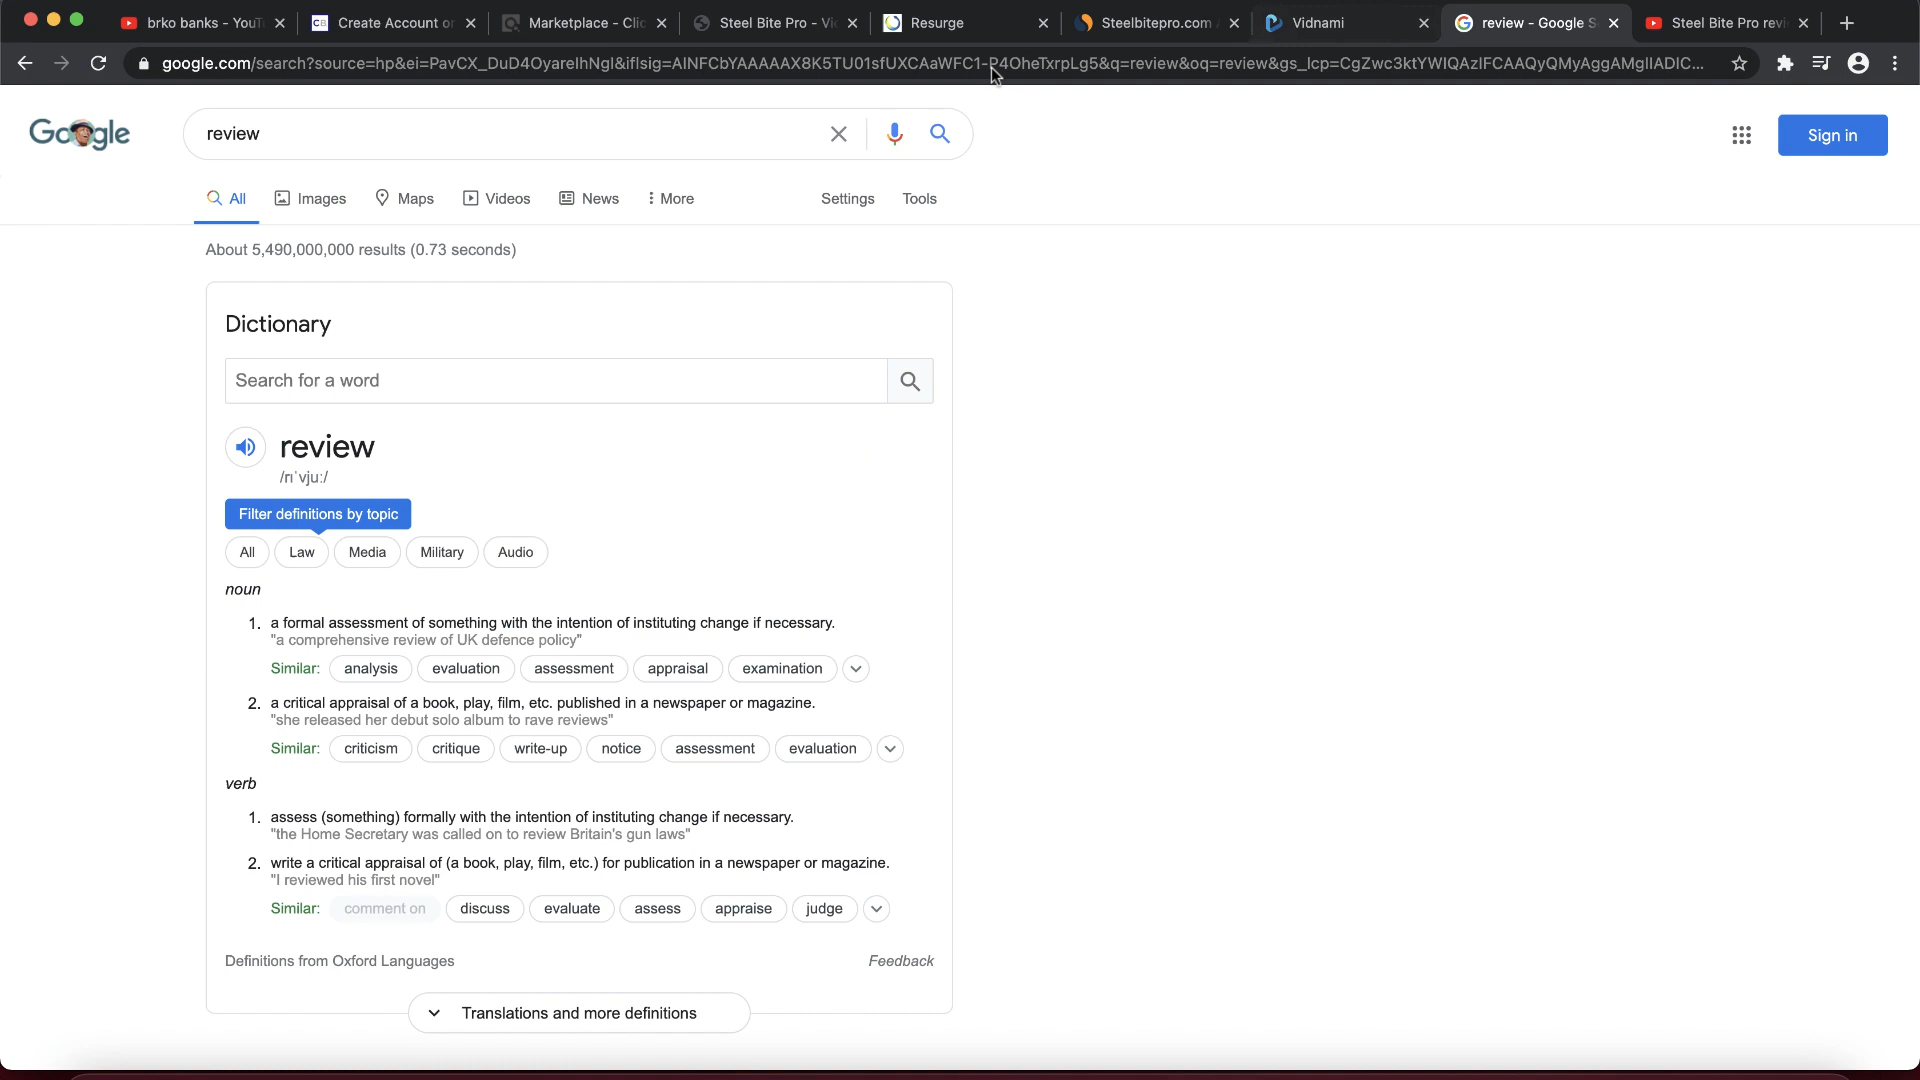 brko banks - YouTu
Create Account or
Marketplace - Clic
Steel Bite Pro - Vi
Resurge
Steelbitepro.com
Vidnami
review - Google S
Steel Bite Pro revi
google.com/search?source=hp&ei=PavCX_DuD4OyareIhNgI&iflsig=AINFCbYAAAAAX8K5TU01sfUXCAaWFC1-P4OheTxrpLg5&q=review&oq=review&gs_lcp=CgZwc3ktYWIQAzIFCAAQyQMyAggAMgIIADIC...
Google
review
Sign in
All
Images
Maps
Videos
News
More
Settings
Tools
About 5,490,000,000 results (0.73 seconds)
Dictionary
Search for a word
review
/rɪˈvjuː/
Filter definitions by topic
All
Law
Media
Military
Audio
noun
1. a formal assessment of something with the intention of instituting change if necessary.
"a comprehensive review of UK defence policy"
Similar: analysis evaluation assessment appraisal examination
2. a critical appraisal of a book, play, film, etc. published in a newspaper or magazine.
"she released her debut solo album to rave reviews"
Similar: criticism critique write-up notice assessment evaluation
verb
1. assess (something) formally with the intention of instituting change if necessary.
"the Home Secretary was called on to review Britain's gun laws"
2. write a critical appraisal of (a book, play, film, etc.) for publication in a newspaper or magazine.
"I reviewed his first novel"
Similar: comment on discuss evaluate assess appraise judge
Definitions from Oxford Languages
Feedback
Translations and more definitions